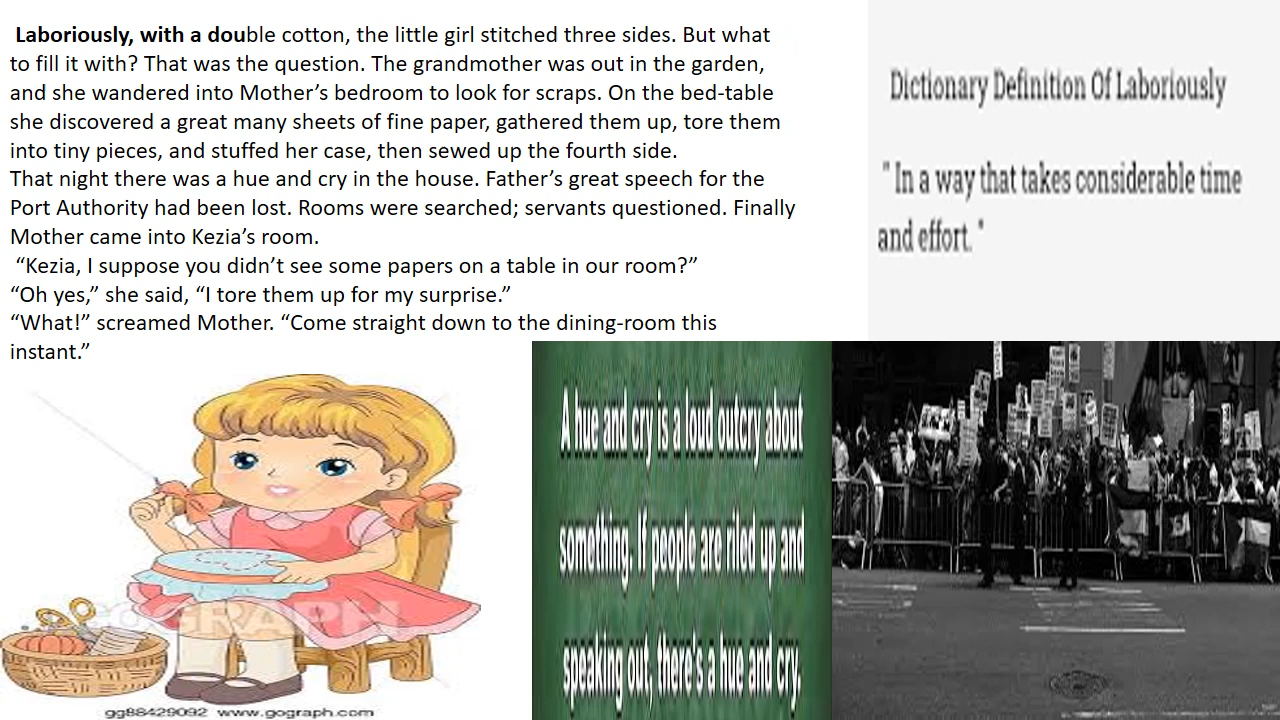 Laboriously, with a double cotton, the little girl stitched three sides. But what
to fill it with? That was the question. The grandmother was out in the garden,
and she wandered into Mother’s bedroom to look for scraps. On the bed-table
she discovered a great many sheets of fine paper, gathered them up, tore them
into tiny pieces, and stuffed her case, then sewed up the fourth side.
That night there was a hue and cry in the house. Father’s great speech for the
Port Authority had been lost. Rooms were searched; servants questioned. Finally
Mother came into Kezia’s room.
“Kezia, I suppose you didn’t see some papers on a table in our room?”
“Oh yes,” she said, “I tore them up for my surprise.”
“What!” screamed Mother. “Come straight down to the dining-room this
instant.”
Dictionary Definition Of Laboriously
" In a way that takes considerable time
and effort. "
A hue and cry is a loud outcry about
something. If people are riled up and
speaking out, there's a hue and cry.
GOGRAPH
gg88429092 www.gograph.com